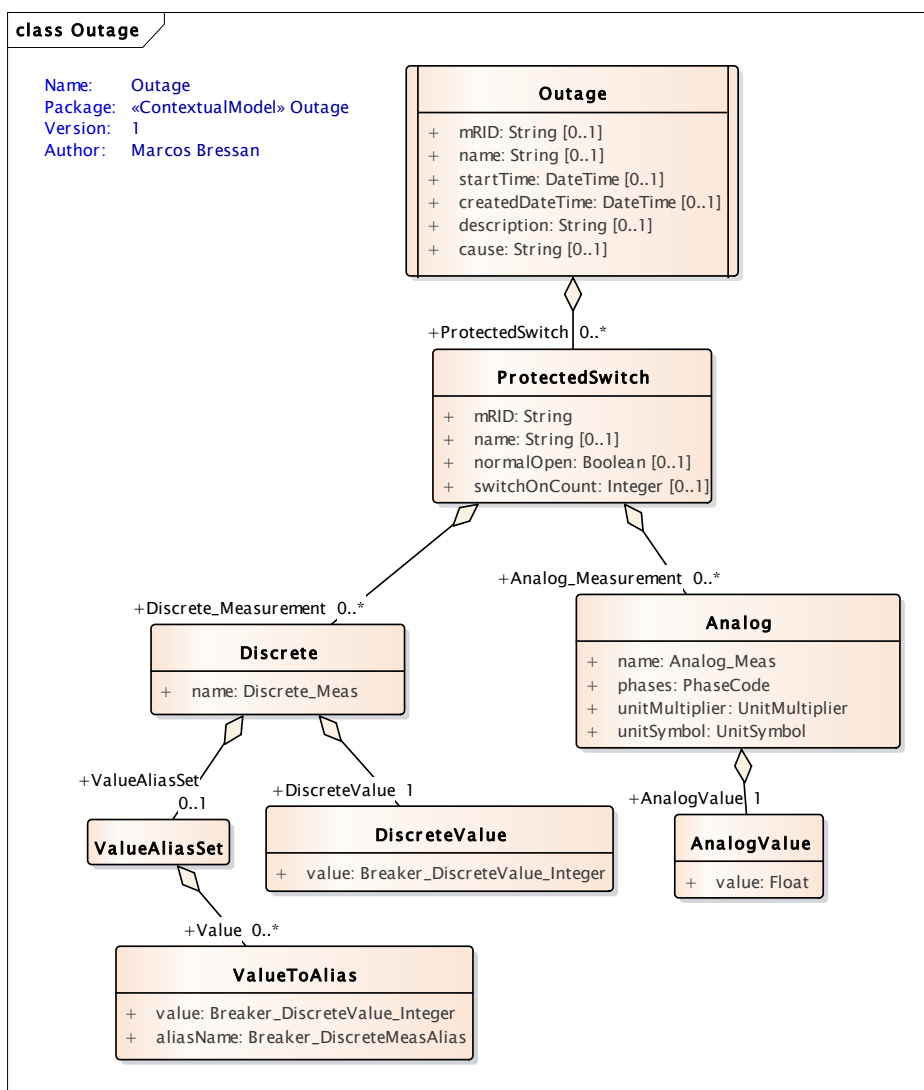 class Outage
Name: Outage
Package: «ContextualModel» Outage
Version: 1
Author: Marcos Bressan
Outage
+ mRID: String [0..1]
+ name: String [0..1]
+ startTime: DateTime [0..1]
+ createdDateTime: DateTime [0..1]
+ description: String [0..1]
+ cause: String [0..1]
+ProtectedSwitch 0..*
ProtectedSwitch
+ mRID: String
+ name: String [0..1]
+ normalOpen: Boolean [0..1]
+ switchOnCount: Integer [0..1]
+Discrete_Measurement 0..*
+Analog_Measurement 0..*
Discrete
+ name: Discrete_Meas
Analog
+ name: Analog_Meas
+ phases: PhaseCode
+ unitMultiplier: UnitMultiplier
+ unitSymbol: UnitSymbol
+ValueAliasSet
0..1
+DiscreteValue 1
+AnalogValue 1
ValueAliasSet
DiscreteValue
+ value: Breaker_DiscreteValue_Integer
AnalogValue
+ value: Float
+Value 0..*
ValueToAlias
+ value: Breaker_DiscreteValue_Integer
+ aliasName: Breaker_DiscreteMeasAlias